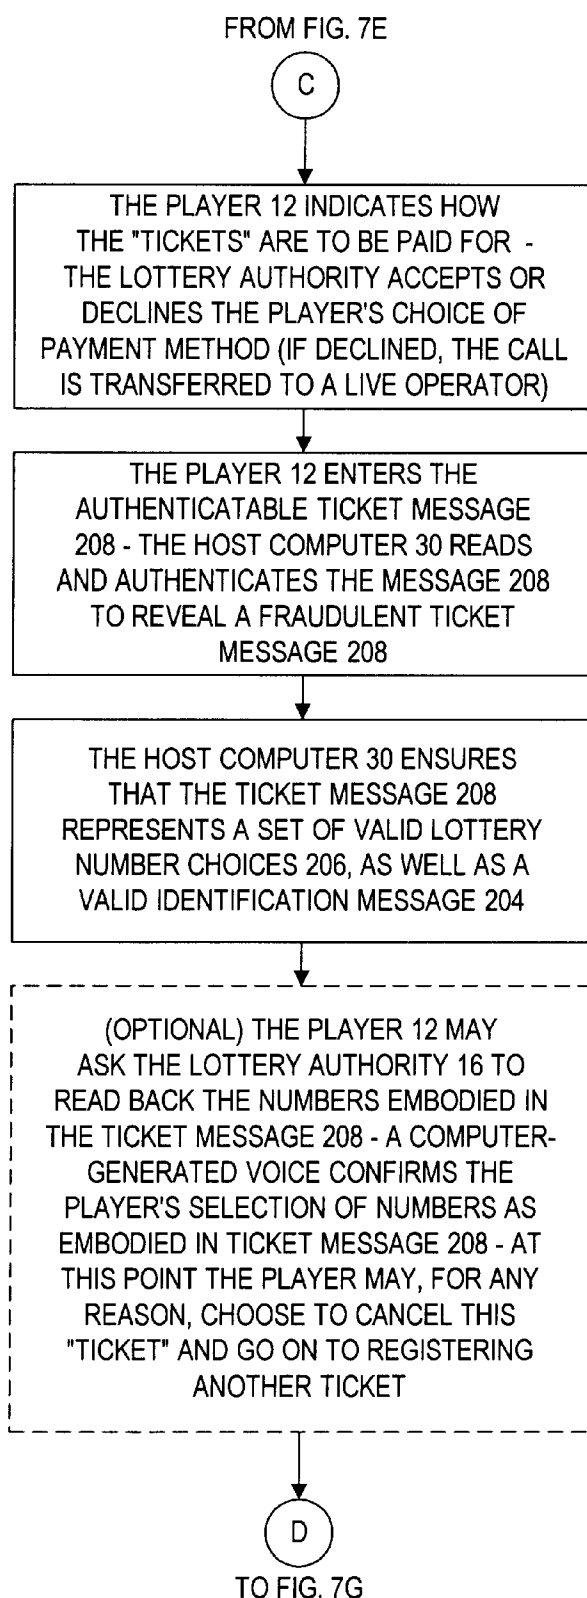 FROM FIG. 7E
C
THE PLAYER 12 INDICATES HOW
THE "TICKETS" ARE TO BE PAID FOR -
THE LOTTERY AUTHORITY ACCEPTS OR
DECLINES THE PLAYER'S CHOICE OF
PAYMENT METHOD (IF DECLINED, THE CALL
IS TRANSFERRED TO A LIVE OPERATOR)
THE PLAYER 12 ENTERS THE
AUTHENTICATABLE TICKET MESSAGE
208 - THE HOST COMPUTER 30 READS
AND AUTHENTICATES THE MESSAGE 208
TO REVEAL A FRAUDULENT TICKET
MESSAGE 208
THE HOST COMPUTER 30 ENSURES
THAT THE TICKET MESSAGE 208
REPRESENTS A SET OF VALID LOTTERY
NUMBER CHOICES 206, AS WELL AS A
VALID IDENTIFICATION MESSAGE 204
(OPTIONAL) THE PLAYER 12 MAY
ASK THE LOTTERY AUTHORITY 16 TO
READ BACK THE NUMBERS EMBODIED IN
THE TICKET MESSAGE 208 - A COMPUTER-
GENERATED VOICE CONFIRMS THE
PLAYER'S SELECTION OF NUMBERS AS
EMBODIED IN TICKET MESSAGE 208 - AT
THIS POINT THE PLAYER MAY, FOR ANY
REASON, CHOOSE TO CANCEL THIS
"TICKET" AND GO ON TO REGISTERING
ANOTHER TICKET
D
TO FIG. 7G